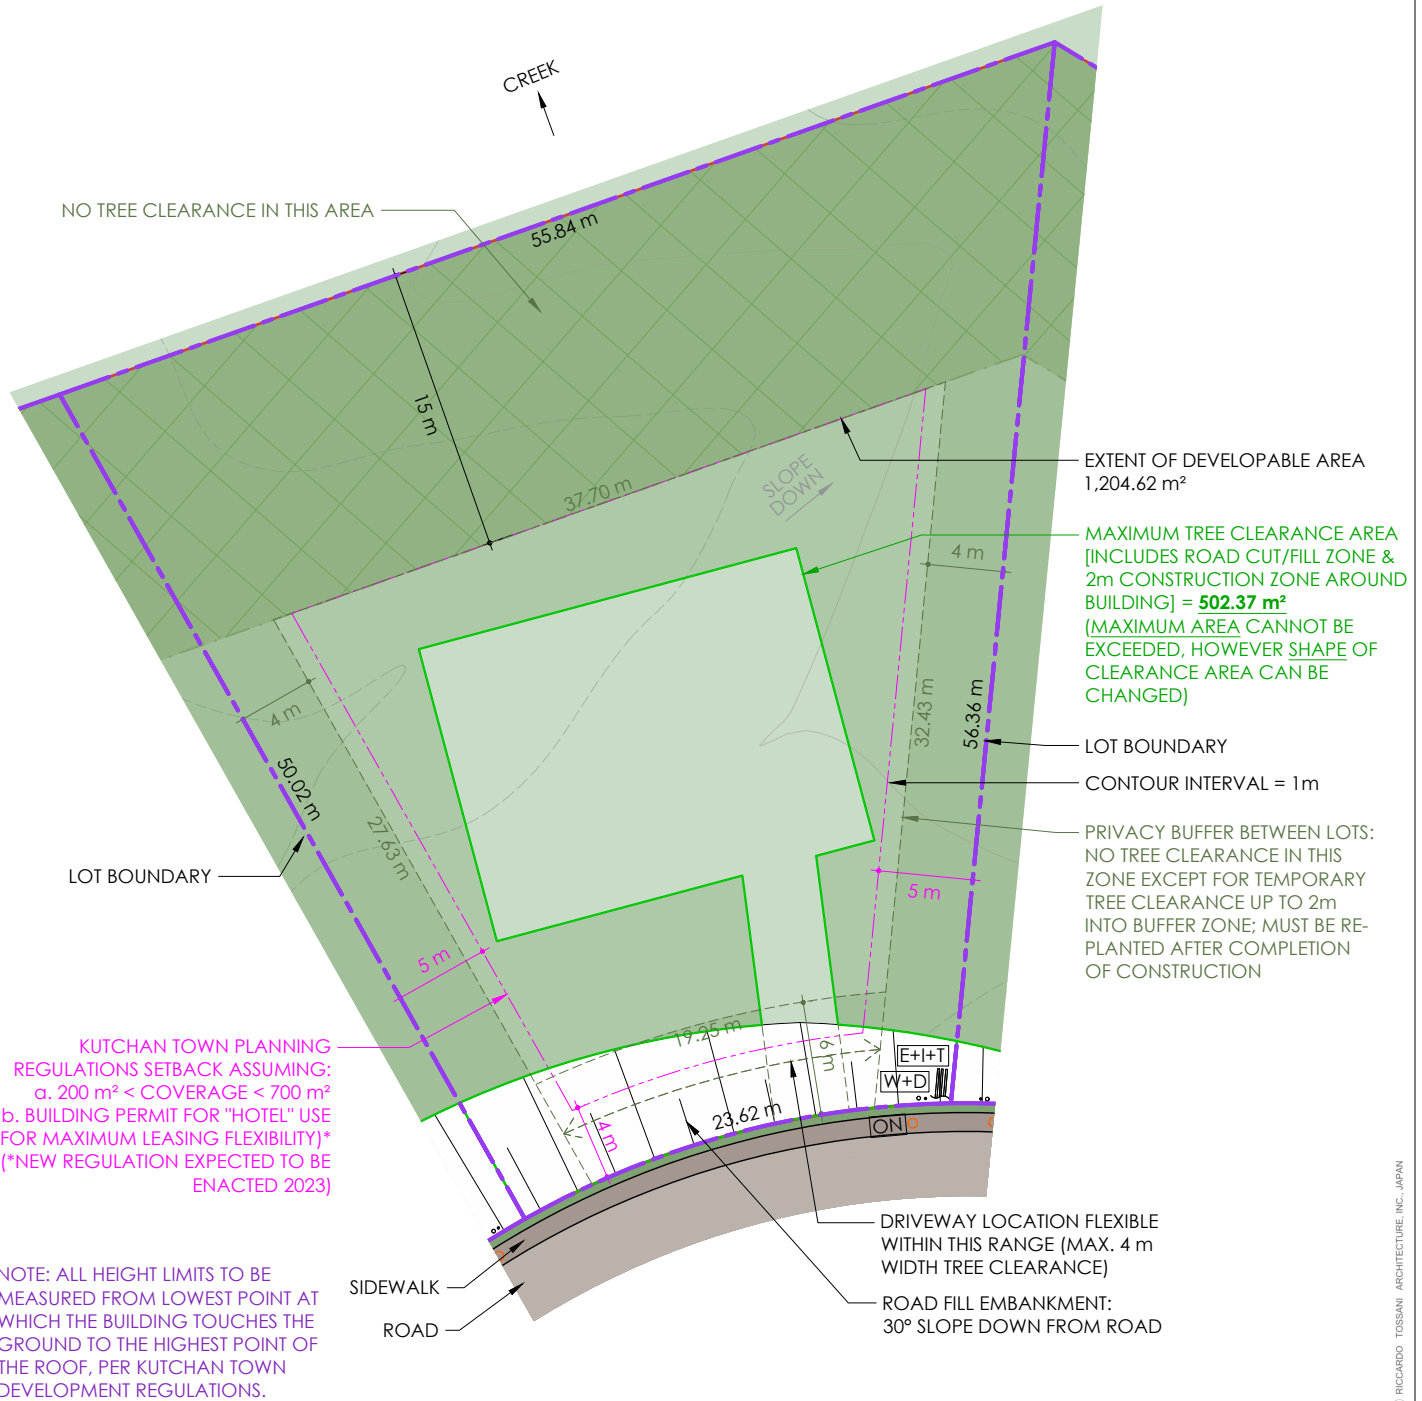 CREEK
NO TREE CLEARANCE IN THIS AREA
55.84 m
15 m
37.70 m
SLOPE
DOWN
EXTENT OF DEVELOPABLE AREA
1,204.62 m²
MAXIMUM TREE CLEARANCE AREA
[INCLUDES ROAD CUT/FILL ZONE &
2m CONSTRUCTION ZONE AROUND
BUILDING] = 502.37 m²
(MAXIMUM AREA CANNOT BE
EXCEEDED, HOWEVER SHAPE OF
CLEARANCE AREA CAN BE
CHANGED)
4 m
4 m
32.43 m
56.36 m
LOT BOUNDARY
CONTOUR INTERVAL = 1m
50.02 m
27.63 m
PRIVACY BUFFER BETWEEN LOTS:
NO TREE CLEARANCE IN THIS
ZONE EXCEPT FOR TEMPORARY
TREE CLEARANCE UP TO 2m
INTO BUFFER ZONE; MUST BE RE-
PLANTED AFTER COMPLETION
OF CONSTRUCTION
LOT BOUNDARY
5 m
5 m
19.25 m
6 m
E+I+T
W+D
ON
23.62 m
4 m
KUTCHAN TOWN PLANNING
REGULATIONS SETBACK ASSUMING:
a. 200 m² < COVERAGE < 700 m²
b. BUILDING PERMIT FOR "HOTEL" USE
FOR MAXIMUM LEASING FLEXIBILITY)*
(*NEW REGULATION EXPECTED TO BE
ENACTED 2023)
DRIVEWAY LOCATION FLEXIBLE
WITHIN THIS RANGE (MAX. 4 m
WIDTH TREE CLEARANCE)
ROAD FILL EMBANKMENT:
30° SLOPE DOWN FROM ROAD
SIDEWALK
ROAD
NOTE: ALL HEIGHT LIMITS TO BE
MEASURED FROM LOWEST POINT AT
WHICH THE BUILDING TOUCHES THE
GROUND TO THE HIGHEST POINT OF
THE ROOF, PER KUTCHAN TOWN
DEVELOPMENT REGULATIONS.
RICCARDO TOSSANI ARCHITECTURE, INC., JAPAN